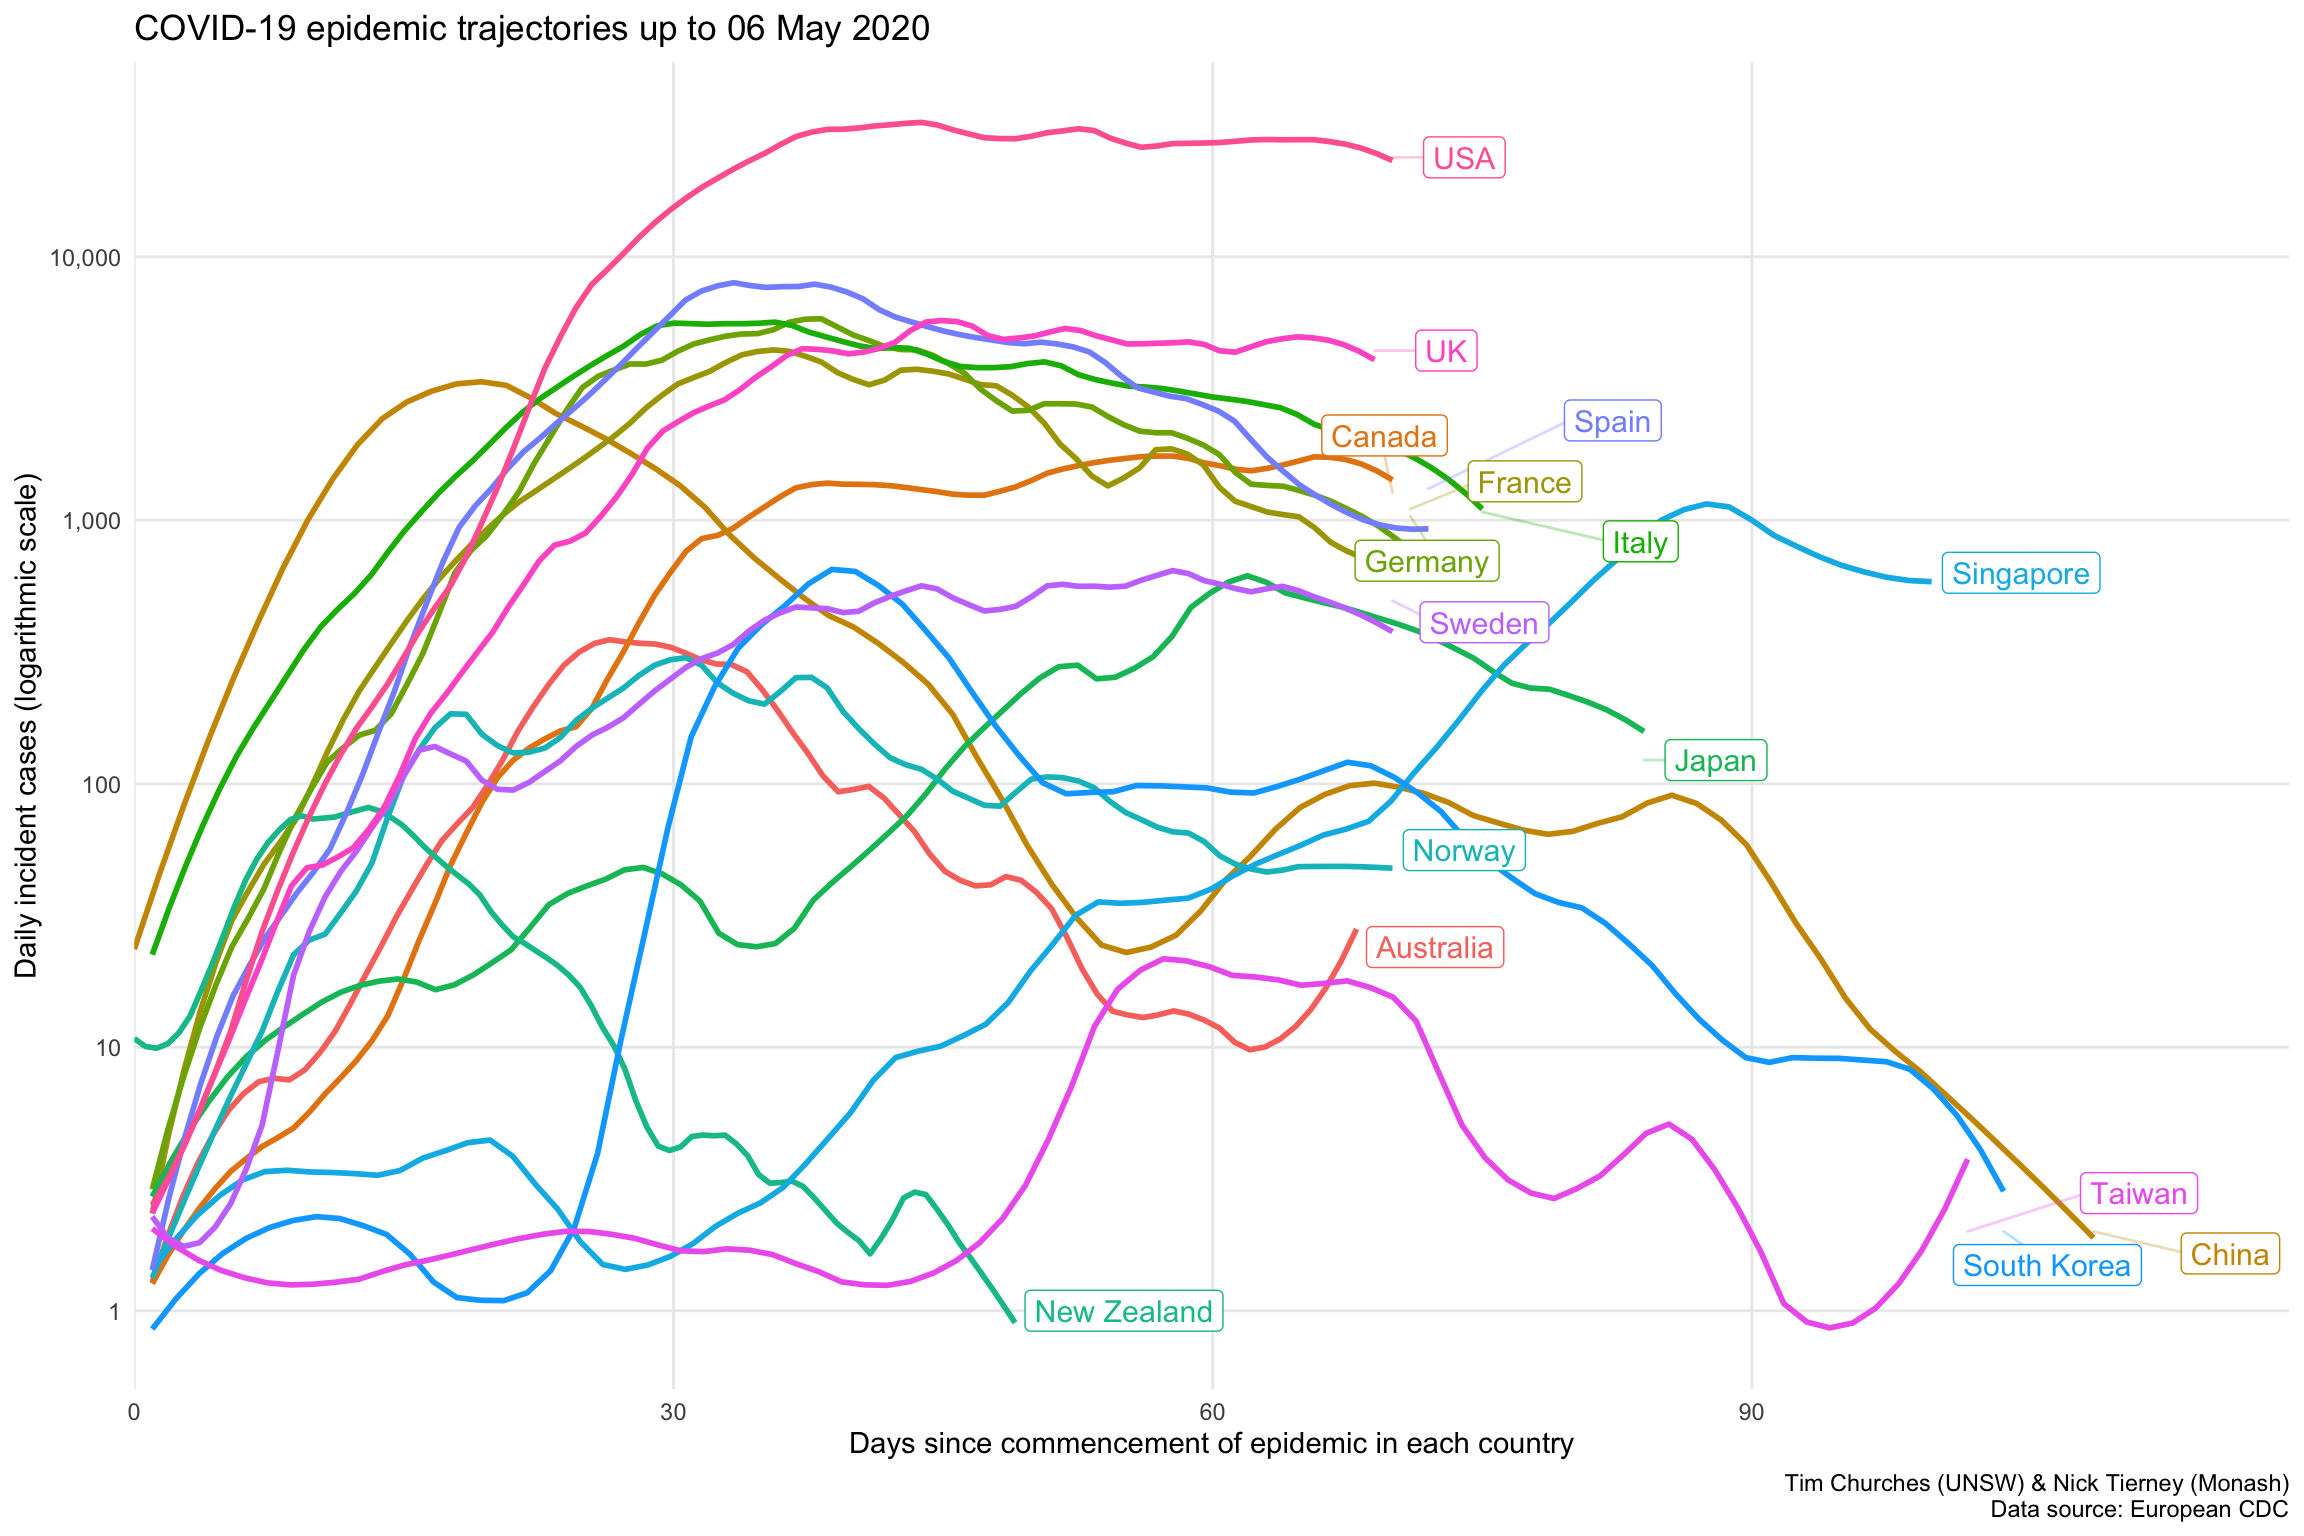 COVID-19 epidemic trajectories up to 06 May 2020
Daily incident cases (logarithmic scale)
10,000
1,000
100
10
1
USA
UK
Canada
Spain
France
Italy
Germany
Singapore
Sweden
Japan
Norway
Australia
Taiwan
China
South Korea
New Zealand
0
30
60
90
Days since commencement of epidemic in each country
Tim Churches (UNSW) & Nick Tierney (Monash)
Data source: European CDC